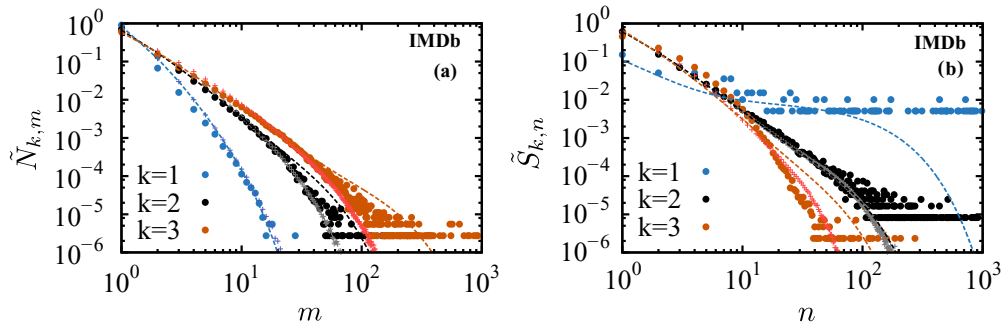 IMDb
(a)
Ñ_{k,m}
10^0
10^{-1}
10^{-2}
10^{-3}
10^{-4}
10^{-5}
10^{-6}
k=1
k=2
k=3
10^0 10^1 10^2 10^3
m
IMDb
(b)
S̃_{k,n}
10^0
10^{-1}
10^{-2}
10^{-3}
10^{-4}
10^{-5}
10^{-6}
k=1
k=2
k=3
10^0 10^1 10^2 10^3
n